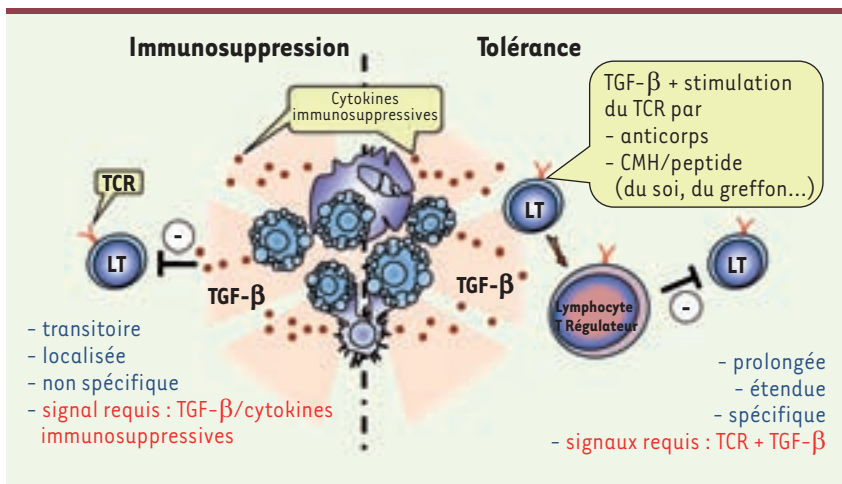 Immunosuppression
Tolérance
Cytokines
immunosuppressives
TGF-β + stimulation
du TCR par
- anticorps
- CMH/peptide
(du soi, du greffon...)
TCR
LT
-
TGF-β
- transitoire
- localisée
- non spécifique
- signal requis : TGF-β/cytokines
immunosuppressives
LT
TGF-β
Lymphocyte
T Régulateur
-
LT
- prolongée
- étendue
- spécifique
- signaux requis : TCR + TGF-β